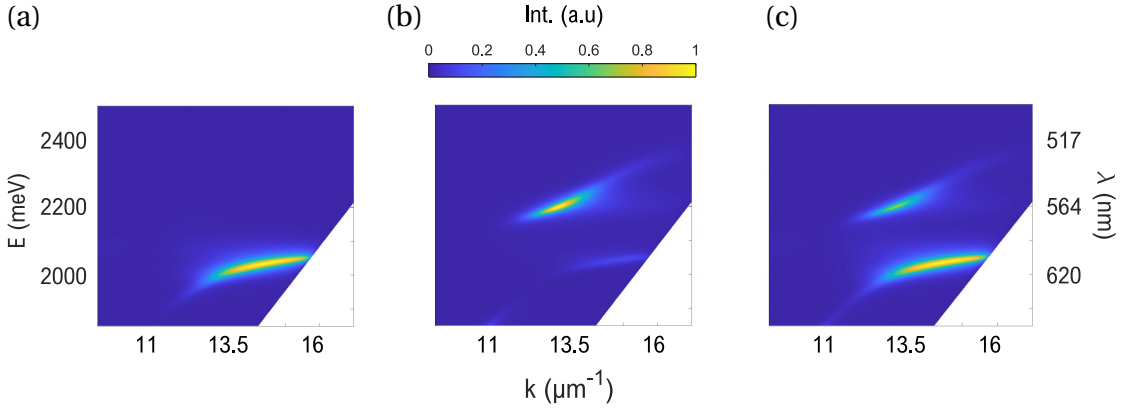 (a)
(b)
(c)
Int. (a.u)
0 0.2 0.4 0.6 0.8 1
E (meV)
2400
2200
2000
11 13.5 16
11 13.5 16
11 13.5 16
517
564
620
λ (nm)
k (µm⁻¹)